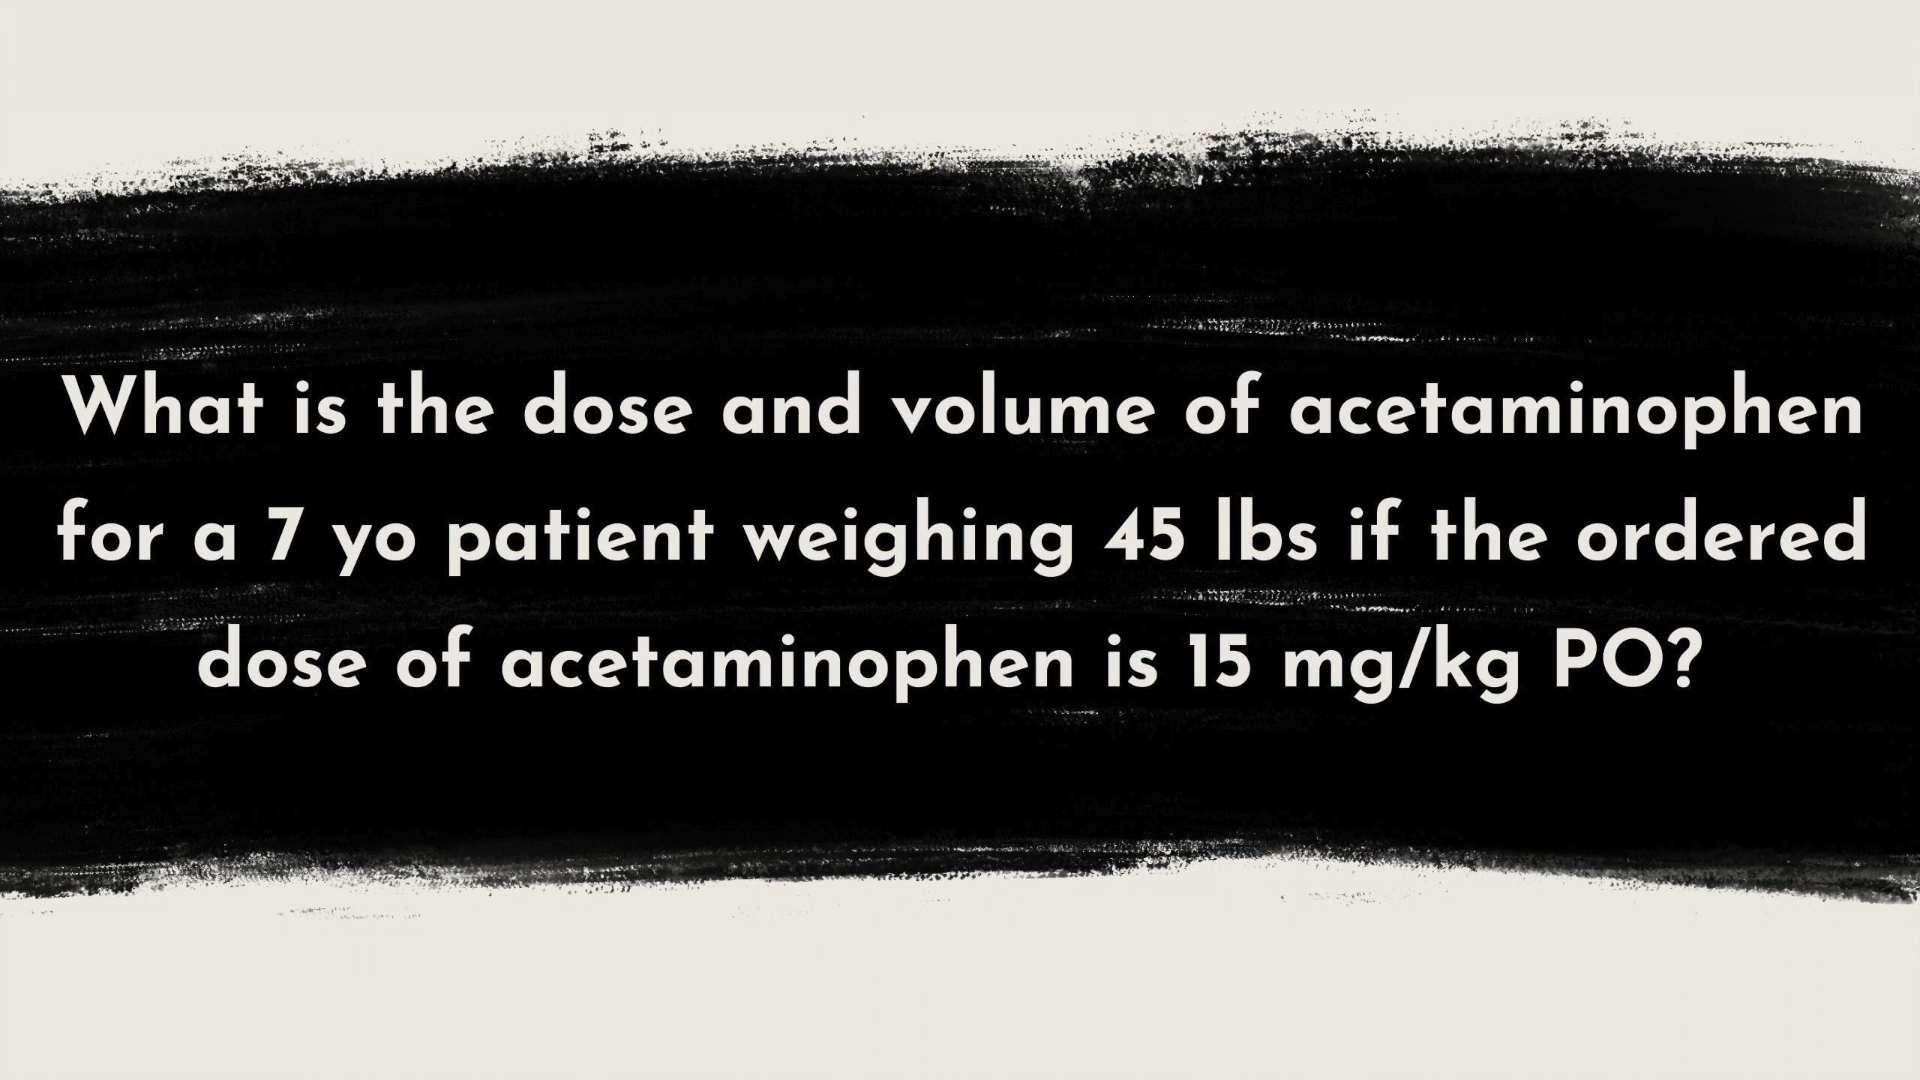 What is the dose and volume of acetaminophen
for a 7 yo patient weighing 45 lbs if the ordered
dose of acetaminophen is 15 mg/kg PO?